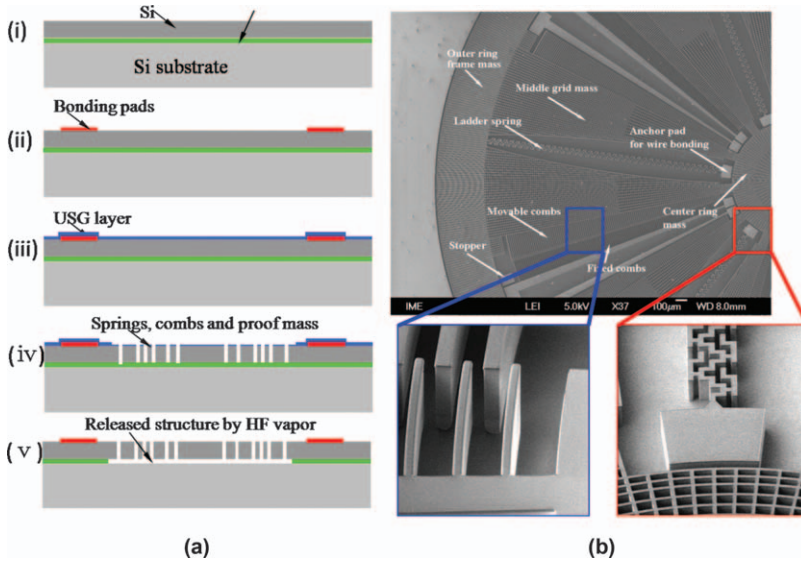 (i)
Si
Si substrate
(ii)
Bonding pads
(iii)
USG layer
(iv)
Springs, combs and proof mass
(v)
Released structure by HF vapor
(a)
Outer ring
frame mass
Middle grid mass
Ladder spring
Anchor pad
for wire bonding
Movable combs
Center ring
mass
Stopper
Fixed combs
IME LEI 5.0kV X37 100μm WD 8.0mm
(b)